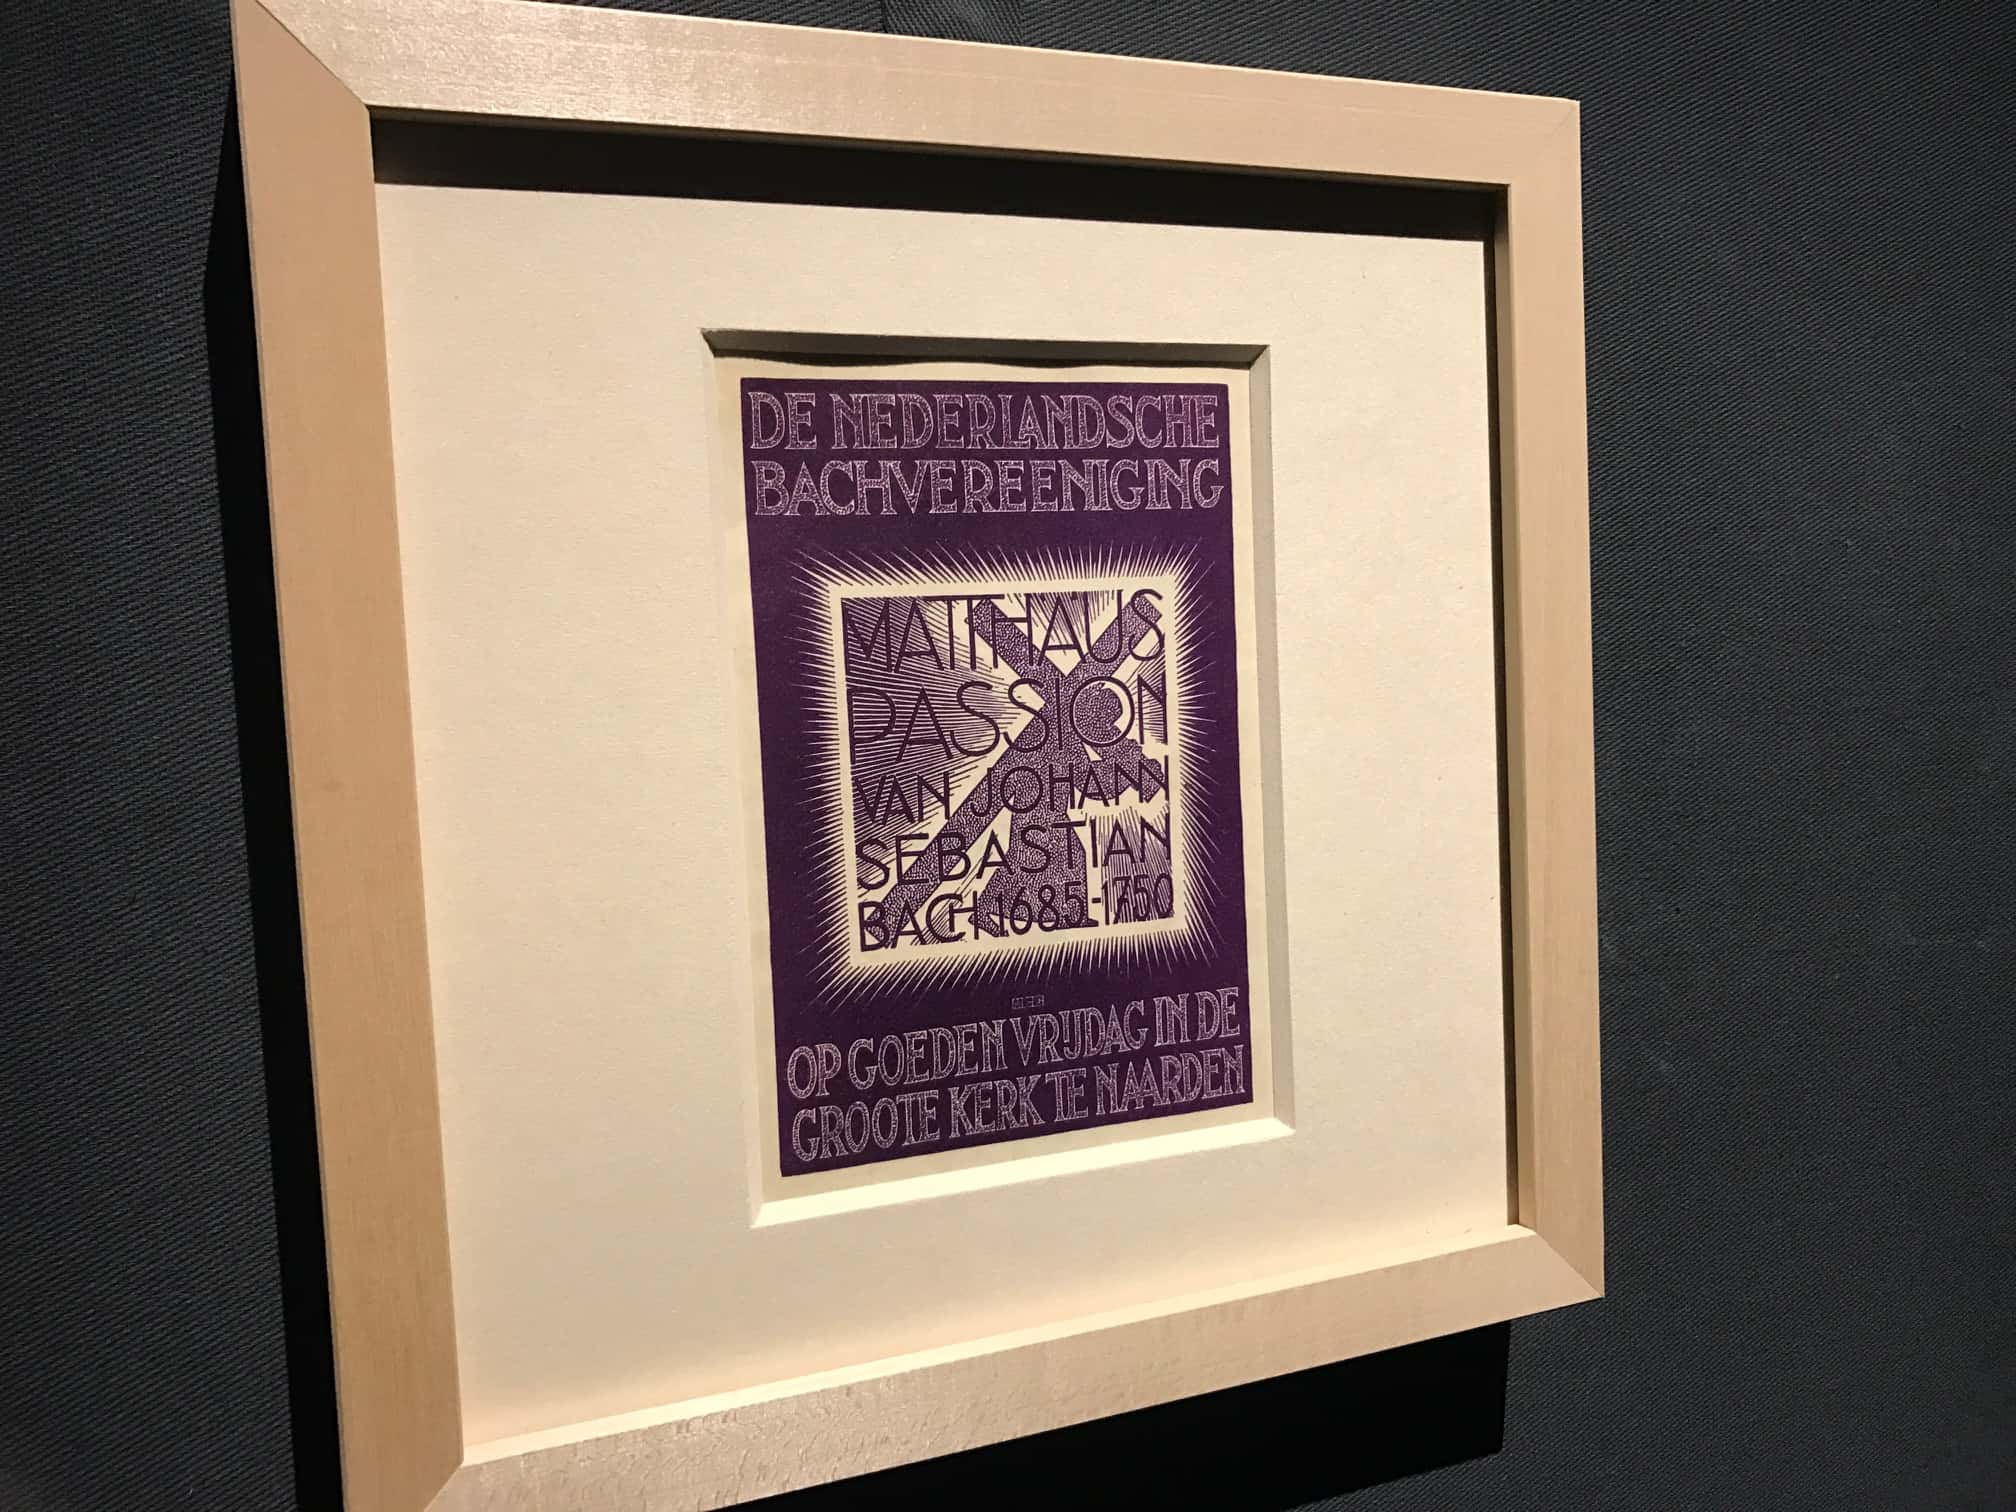 DE NEDERLANDSCHE
BACHVEREENIGING
MATTHAUS
PASSION
VAN JOHANN
SEBASTIAN
BACH 1685-1750
OP GOEDEN VRIJDAG IN DE
GROOTE KERK TE NAARDEN